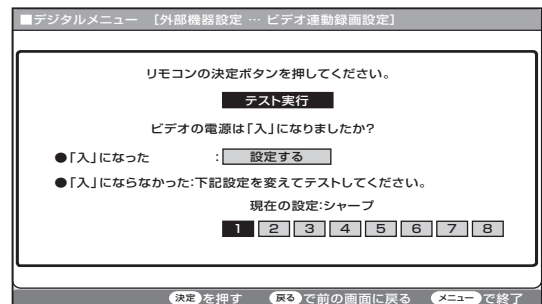 ■デジタルメニュー [外部機器設定 … ビデオ連動録画設定]
リモコンの決定ボタンを押してください。
テスト実行
ビデオの電源は「入」になりましたか?
●「入」になった : 設定する
●「入」にならなかった:下記設定を変えてテストしてください。
現在の設定:シャープ
1 2 3 4 5 6 7 8
決定 を押す 戻る で前の画面に戻る メニュー で終了